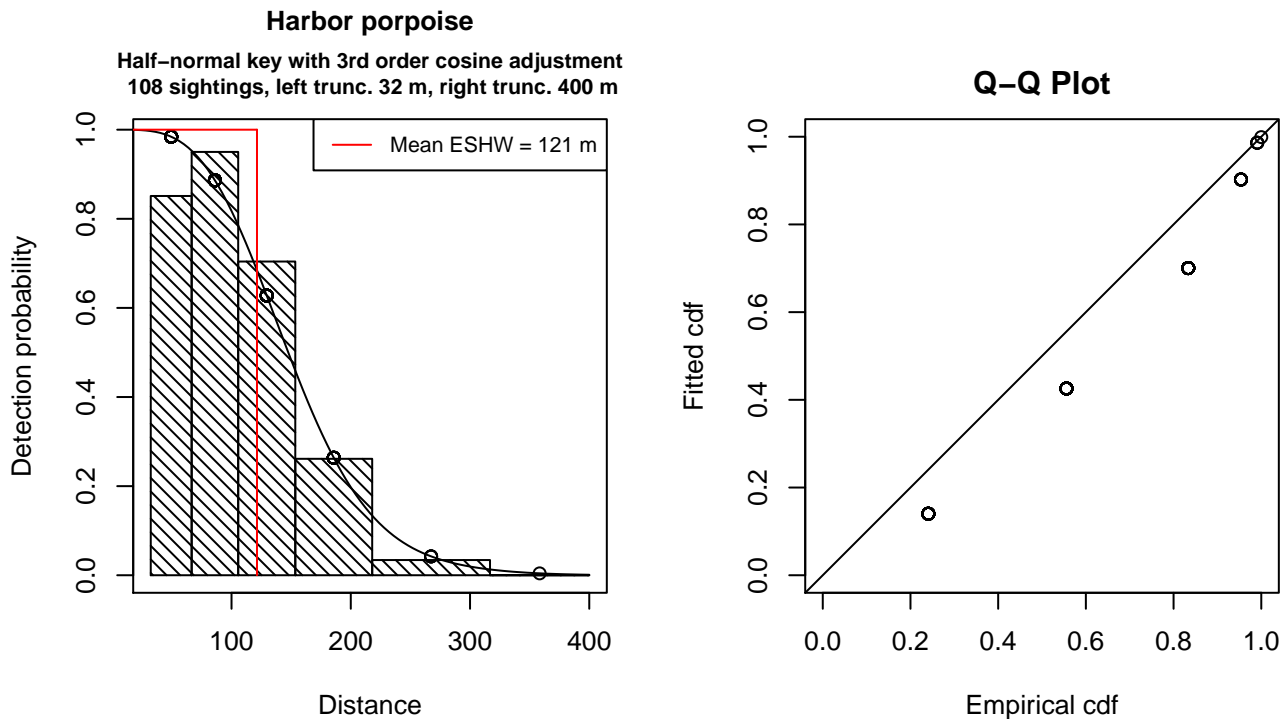 Harbor porpoise
Half−normal key with 3rd order cosine adjustment
108 sightings, left trunc. 32 m, right trunc. 400 m
Mean ESHW = 121 m
Detection probability
1.0
0.8
0.6
0.4
0.2
0.0
100 200 300 400
Distance
Q−Q Plot
Fitted cdf
1.0
0.8
0.6
0.4
0.2
0.0
0.0 0.2 0.4 0.6 0.8 1.0
Empirical cdf